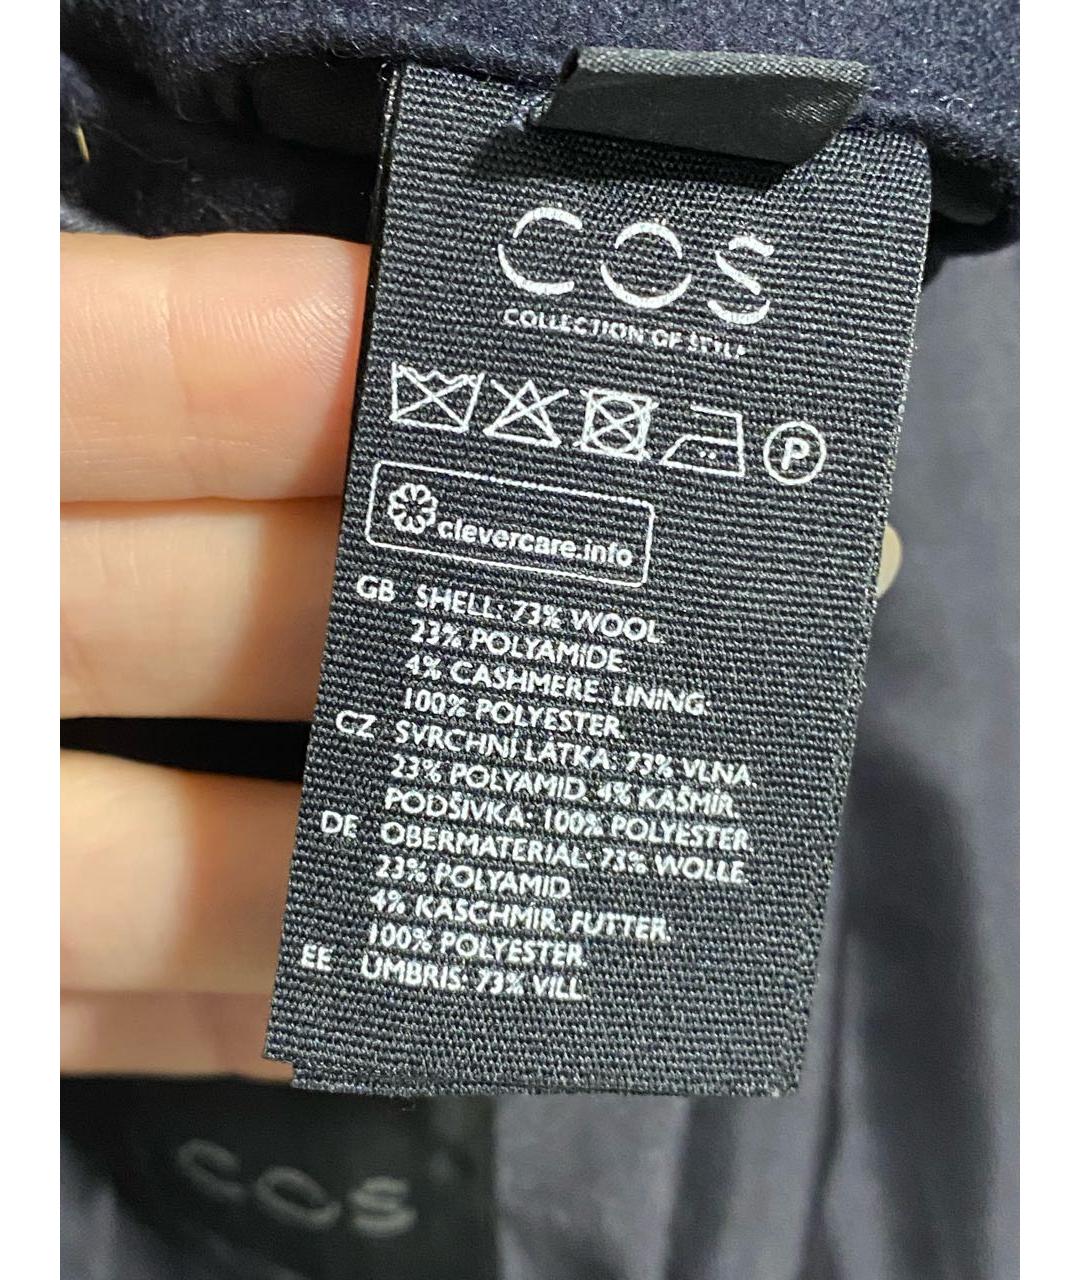 COS
COLLECTION OF STYLE
P
clevercare.info
GB SHELL: 73% WOOL
23% POLYAMIDE.
4% CASHMERE. LINING.
100% POLYESTER
CZ SVRCHNÍ LÁTKA: 73% VLNA,
23% POLYAMID. 4% KAŠMÍR
PODŠÍVKA: 100% POLYESTER
DE OBERMATERIAL: 73% WOLLE
23% POLYAMID.
4% KASCHMIR. FUTTER.
100% POLYESTER
EE UMBRIS: 73% VILL
COS